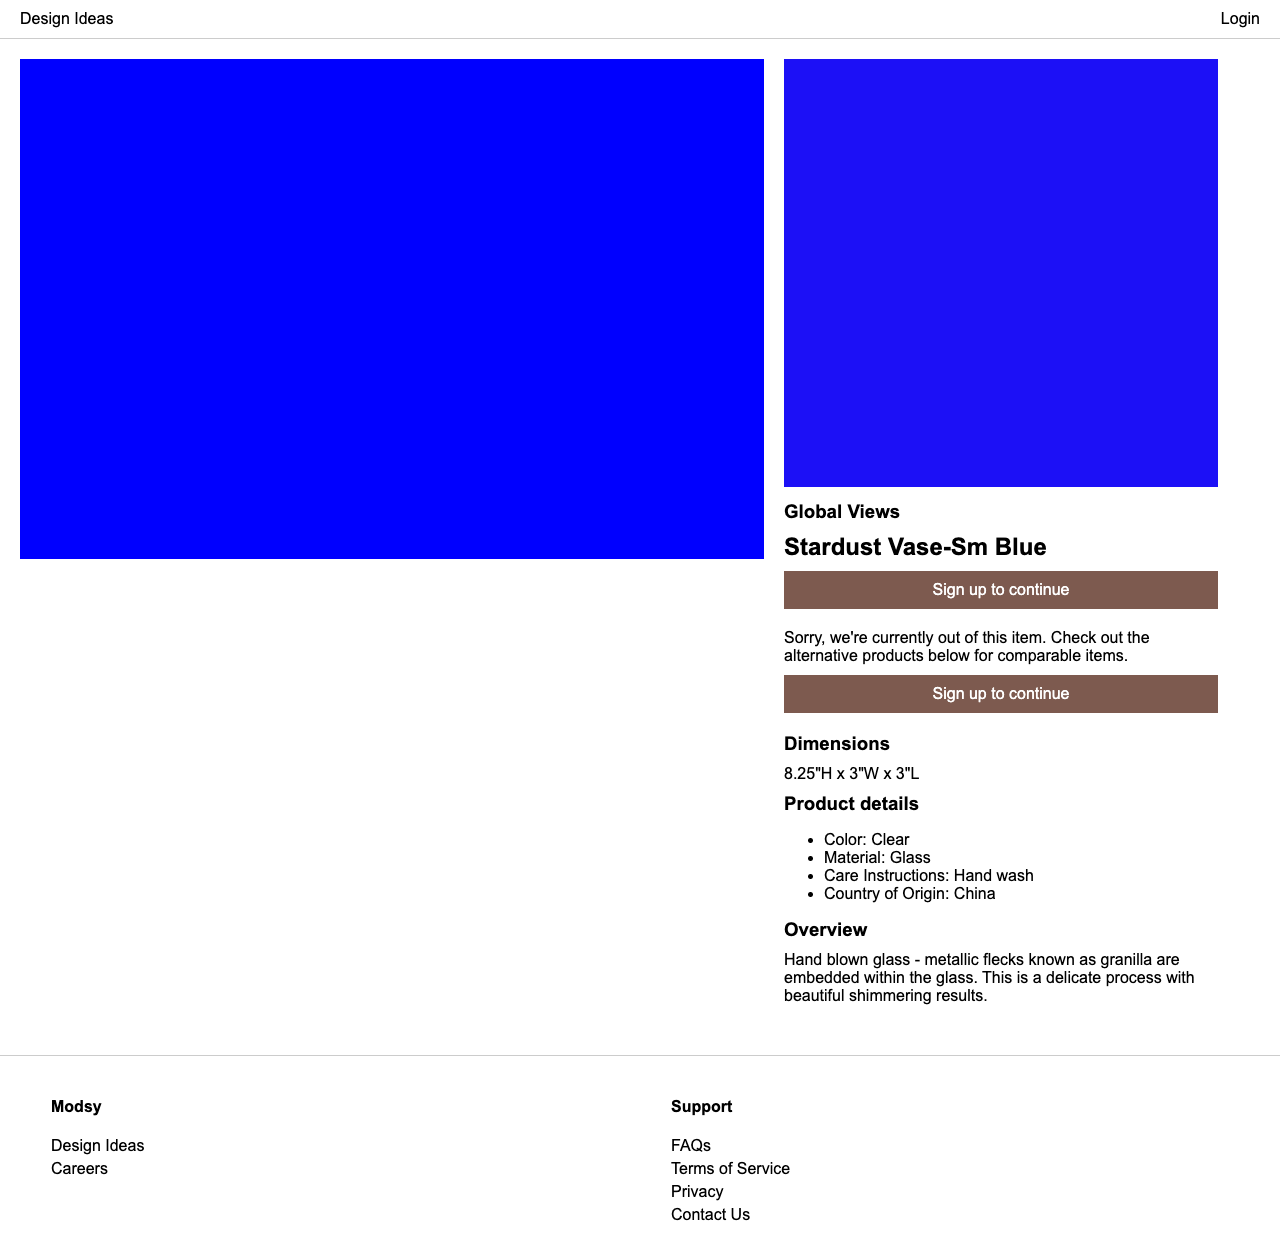 Design Ideas
Login
Global Views
Stardust Vase-Sm Blue
Sign up to continue
Sorry, we're currently out of this item. Check out the
alternative products below for comparable items.
Sign up to continue
Dimensions
8.25"H x 3"W x 3"L
Product details
• Color: Clear
• Material: Glass
• Care Instructions: Hand wash
• Country of Origin: China
Overview
Hand blown glass - metallic flecks known as granilla are
embedded within the glass. This is a delicate process with
beautiful shimmering results.
Modsy
Design Ideas
Careers
Support
FAQs
Terms of Service
Privacy
Contact Us